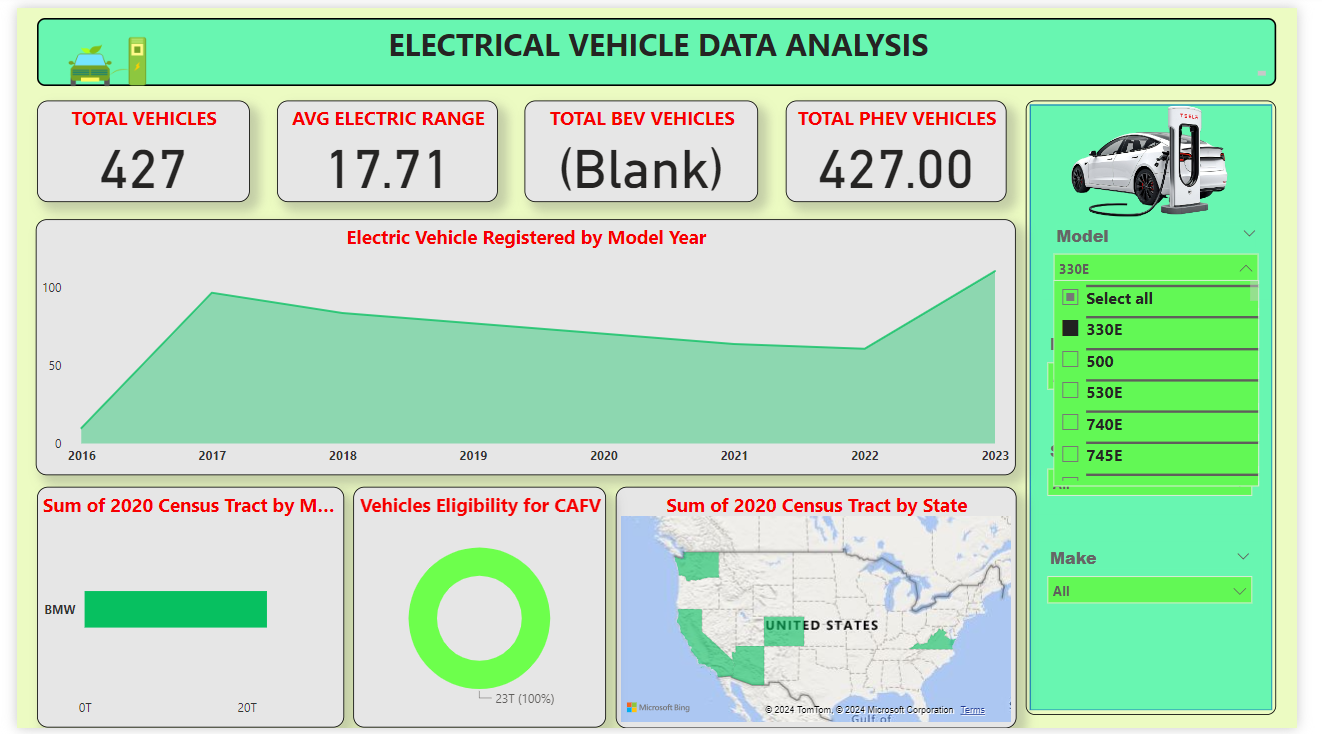 ELECTRICAL VEHICLE DATA ANALYSIS
TOTAL VEHICLES
427
AVG ELECTRIC RANGE
17.71
TOTAL BEV VEHICLES
(Blank)
TOTAL PHEV VEHICLES
427.00
TESLA
Model
330E
Select all
330E
500
530E
740E
745E
All
Make
All
Electric Vehicle Registered by Model Year
100
50
0
2016 2017 2018 2019 2020 2021 2022 2023
Sum of 2020 Census Tract by M...
BMW
0T 20T
Vehicles Eligibility for CAFV
23T (100%)
Sum of 2020 Census Tract by State
UNITED STATES
Microsoft Bing
© 2024 TomTom, © 2024 Microsoft Corporation Terms
Gulf of